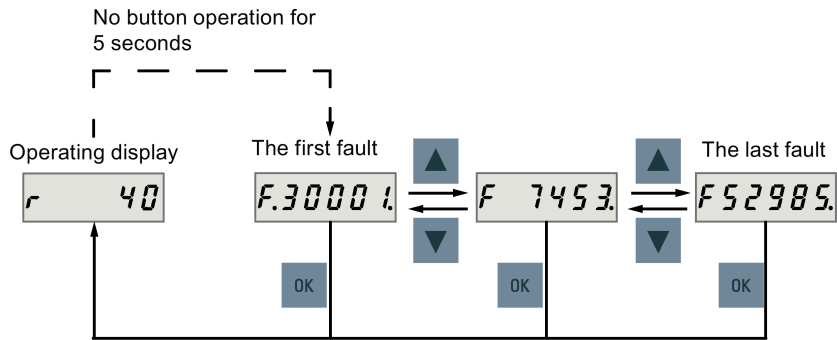 No button operation for
5 seconds
Operating display
The first fault
The last fault
r 40
F.30001.
F 7453.
F52985.
OK
OK
OK